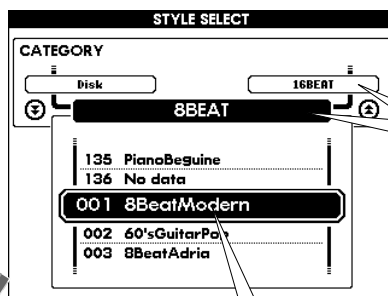 STYLE SELECT
CATEGORY
Disk 16BEAT
8BEAT
135 PianoBeguine
136 No data
001 8BeatModern
002 60'sGuitarPop
003 8BeatAdria